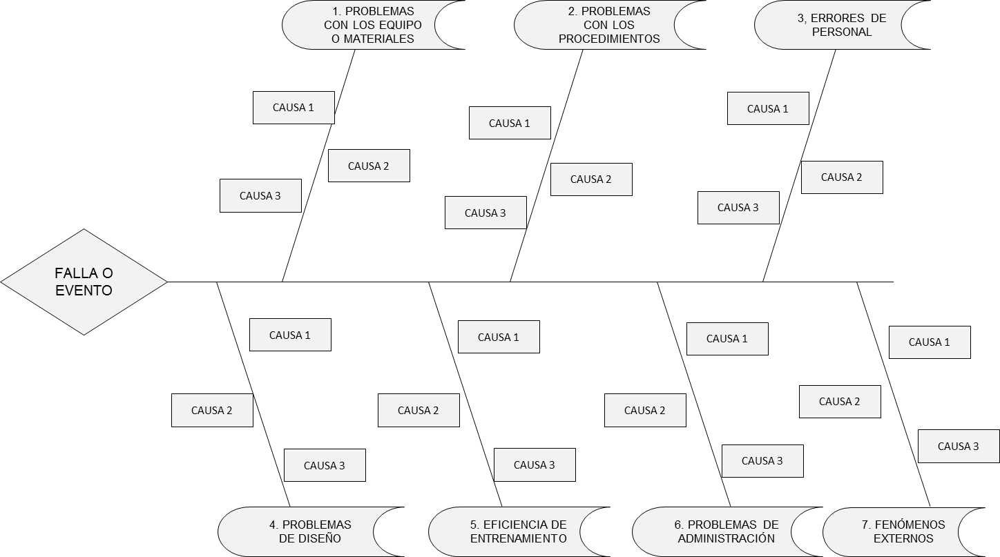 1. PROBLEMAS
CON LOS EQUIPO
O MATERIALES
2. PROBLEMAS
CON LOS
PROCEDIMIENTOS
3, ERRORES DE
PERSONAL
CAUSA 1
CAUSA 2
CAUSA 3
CAUSA 1
CAUSA 2
CAUSA 3
CAUSA 1
CAUSA 2
CAUSA 3
FALLA O
EVENTO
CAUSA 1
CAUSA 2
CAUSA 3
CAUSA 1
CAUSA 2
CAUSA 3
CAUSA 1
CAUSA 2
CAUSA 3
CAUSA 1
CAUSA 2
CAUSA 3
4. PROBLEMAS
DE DISEÑO
5. EFICIENCIA DE
ENTRENAMIENTO
6. PROBLEMAS DE
ADMINISTRACIÓN
7. FENÓMENOS
EXTERNOS